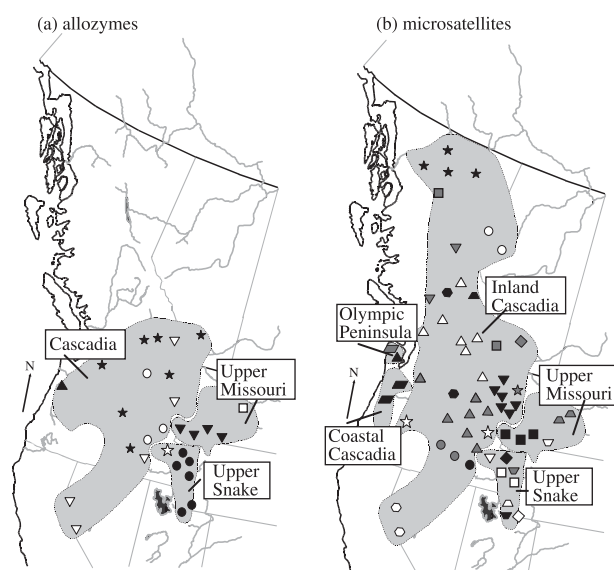 (a) allozymes
Cascadia
Upper
Missouri
Upper
Snake
N
(b) microsatellites
Inland
Cascadia
Olympic
Peninsula
Upper
Missouri
N
Coastal
Cascadia
Upper
Snake